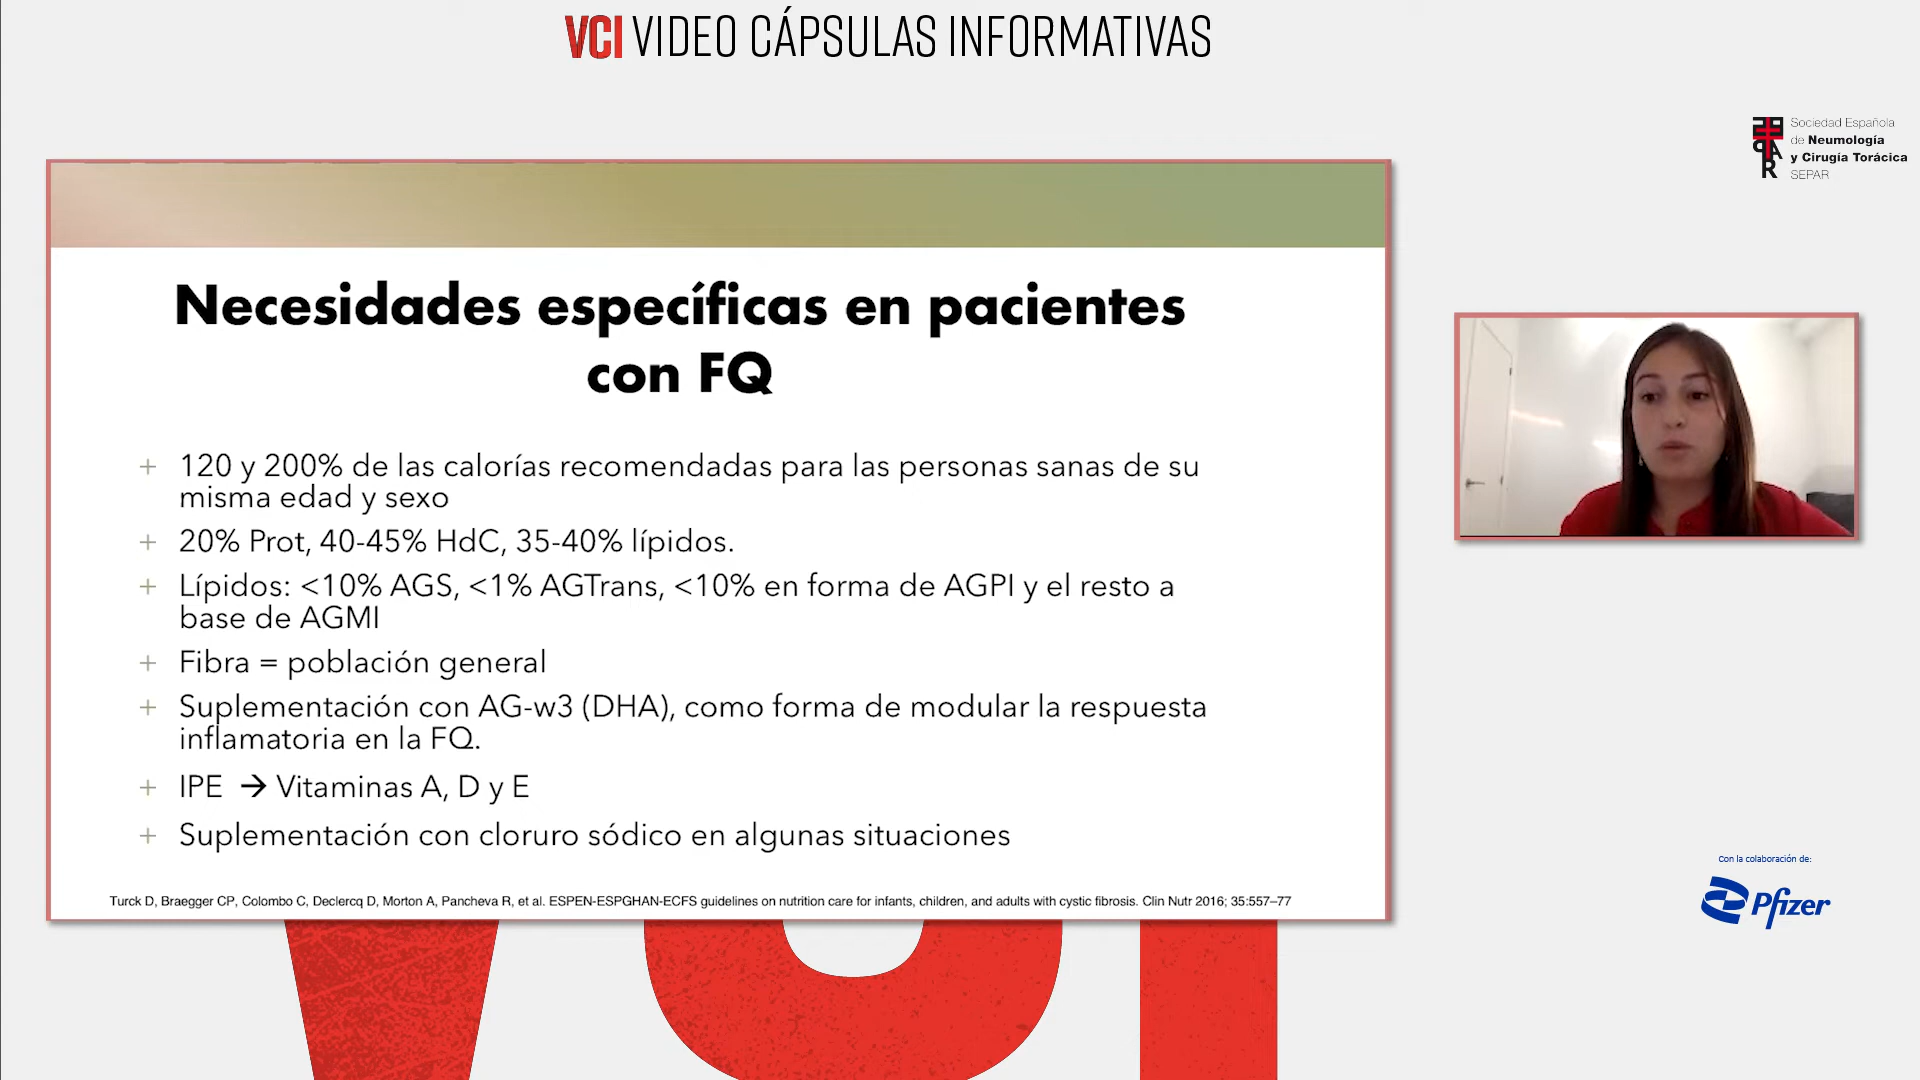 VCI VIDEO CÁPSULAS INFORMATIVAS
Sociedad Española
de Neumología
y Cirugía Torácica
SEPAR
Necesidades específicas en pacientes
con FQ
+ 120 y 200% de las calorías recomendadas para las personas sanas de su
misma edad y sexo
+ 20% Prot, 40-45% HdC, 35-40% lípidos.
+ Lípidos: <10% AGS, <1% AGTrans, <10% en forma de AGPI y el resto a
base de AGMI
+ Fibra = población general
+ Suplementación con AG-w3 (DHA), como forma de modular la respuesta
inflamatoria en la FQ.
+ IPE → Vitaminas A, D y E
+ Suplementación con cloruro sódico en algunas situaciones
Turck D, Braegger CP, Colombo C, Declercq D, Morton A, Pancheva R, et al. ESPEN-ESPGHAN-ECFS guidelines on nutrition care for infants, children, and adults with cystic fibrosis. Clin Nutr 2016; 35:557–77
Con la colaboración de:
Pfizer
VCI